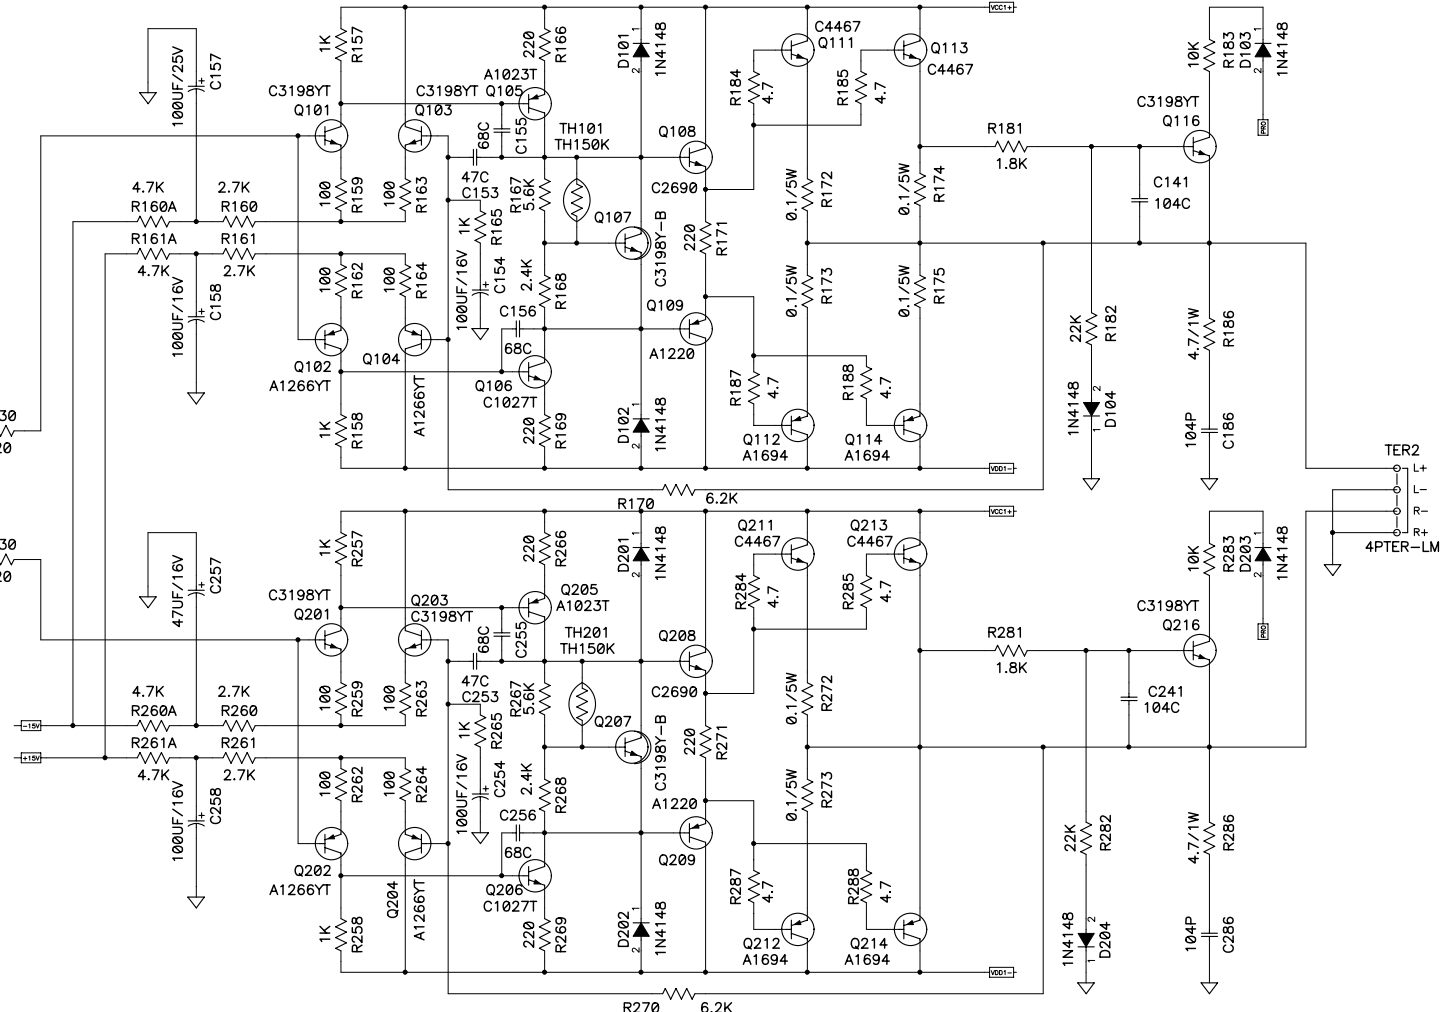 VCC1+
1K
R157
220
R166
D101
1N4148
2
C4467
Q111
Q113
C4467
10K
R183
D103
1N4148
2
PRO
100UF/25V
C157
+
C3198YT
Q101
C3198YT
Q103
A1023T
Q105
68C
C155
47C
C153
TH101
TH150K
Q108
C2690
R184
4.7
R185
4.7
R181
1.8K
C3198YT
Q116
C141
104C
4.7K
R160A
2.7K
R160
R161A
4.7K
R161
2.7K
100
R159
100
R163
100
R162
100
R164
1K
R165
R167
5.6K
Q107
C3198Y-B
220
R171
0.1/5W
R172
0.1/5W
R174
0.1/5W
R173
0.1/5W
R175
100UF/16V
C158
+
100UF/16V
C154
+
2.4K
R168
C156
68C
Q109
A1220
22K
R182
4.7/1W
R186
Q102
A1266YT
Q104
A1266YT
Q106
C1027T
R187
4.7
R188
4.7
1N4148
D104
2
1
1K
R158
220
R169
D102
1N4148
1
2
Q112
A1694
Q114
A1694
104P
C186
VDD1-
30
20
R170
6.2K
TER2
L+
L-
R-
R+
4PTER-LM
VCC1+
30
20
1K
R257
220
R266
D201
1N4148
2
Q211
C4467
Q213
C4467
10K
R283
D203
1N4148
2
PRO
47UF/16V
C257
+
C3198YT
Q201
Q203
C3198YT
Q205
A1023T
68C
C255
47C
C253
TH201
TH150K
Q208
C2690
R284
4.7
R285
4.7
R281
1.8K
C3198YT
Q216
C241
104C
-15V
+15V
4.7K
R260A
2.7K
R260
R261A
4.7K
R261
2.7K
100
R259
100
R263
100
R262
100
R264
1K
R265
R267
5.6K
Q207
C3198Y-B
220
R271
0.1/5W
R272
0.1/5W
R273
100UF/16V
C258
+
100UF/16V
C254
+
2.4K
R268
C256
68C
A1220
Q209
22K
R282
4.7/1W
R286
Q202
A1266YT
Q204
A1266YT
Q206
C1027T
R287
4.7
R288
4.7
1N4148
D204
2
1
1K
R258
220
R269
D202
1N4148
1
2
Q212
A1694
Q214
A1694
104P
C286
VDD1-
R270
6.2K